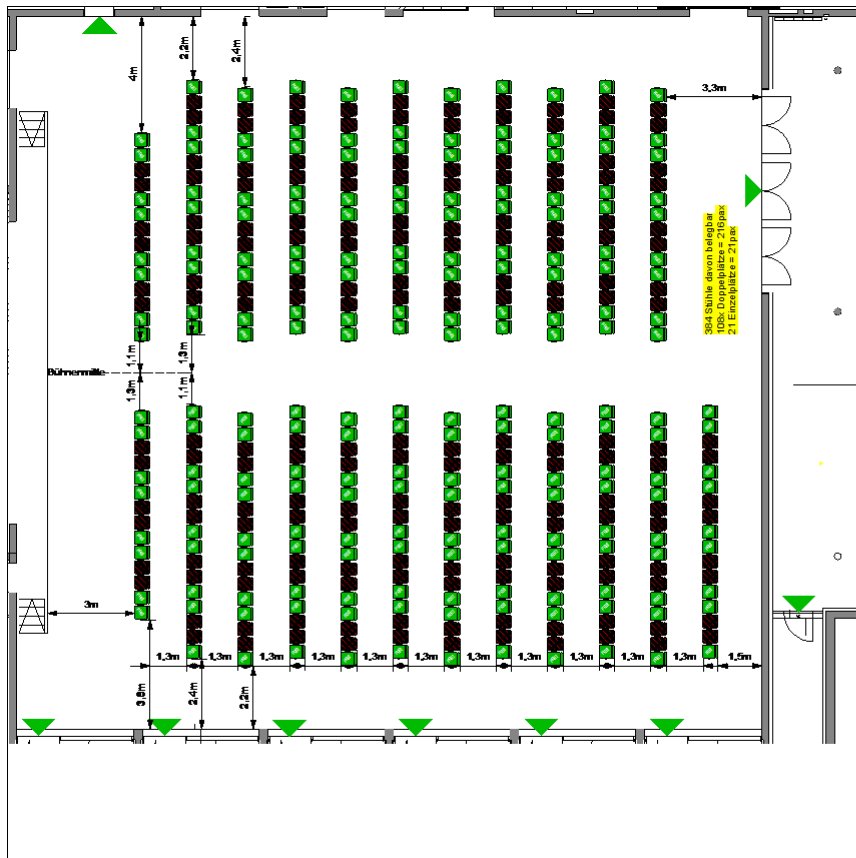 4m
2,2m
2,4m
3,3m
384 Stühle davon belegbar
108x Doppelplätze = 216pax
21 Einzelplätze = 21pax
1,1m
1,3m
Bühnenmitte
1,3m
1,1m
3m
1,3m
1,3m
1,3m
1,3m
1,3m
1,3m
1,3m
1,3m
1,3m
1,3m
1,3m
1,5m
3,8m
2,4m
2,2m